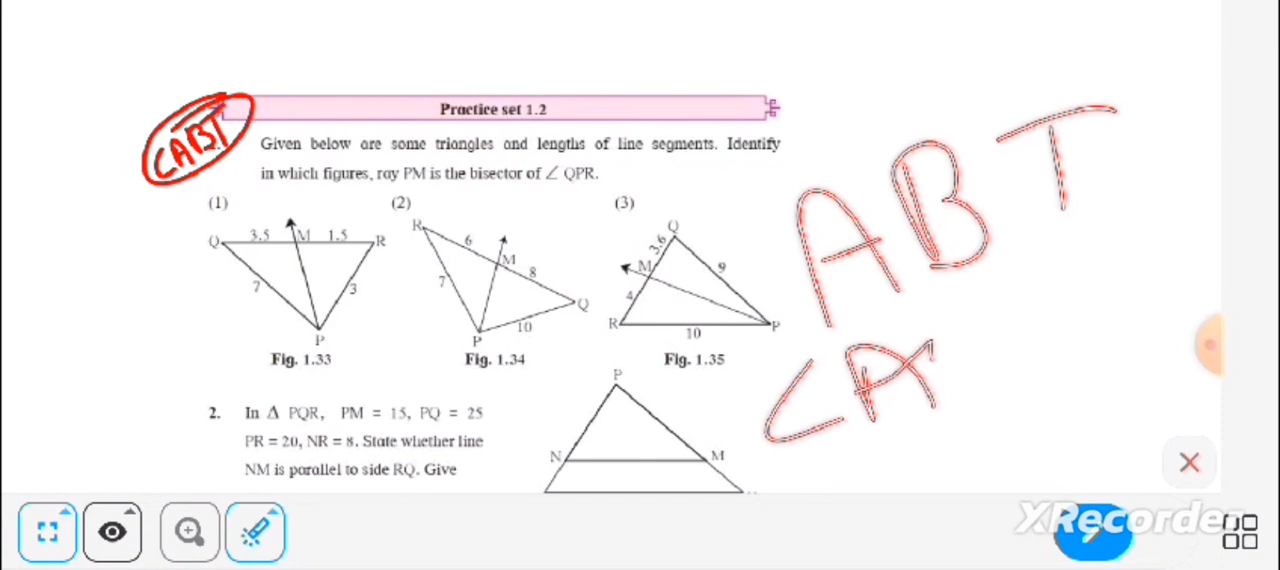 Practice set 1.2
CABT
Given below are some triangles and lengths of line segments. Identify
in which figures, ray PM is the bisector of ∠ QPR.
(1) (2) (3)
Q 3.5 M 1.5 R 7 3 P
R 6 M 8 Q 7 10 P
Q 3.6 M 9 4 R 10 P
Fig. 1.33 Fig. 1.34 Fig. 1.35
ABT
CA
2. In Δ PQR, PM = 15, PQ = 25
PR = 20, NR = 8. State whether line
NM is parallel to side RQ. Give
P
N M
XRecorder